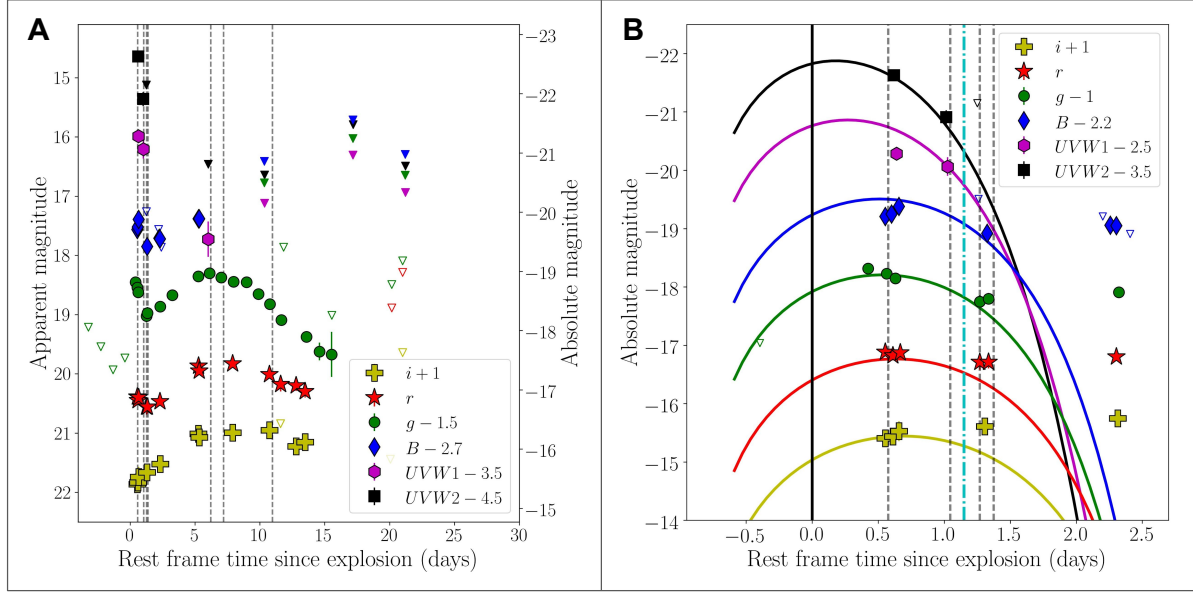 A
Apparent magnitude
15
16
17
18
19
20
21
22
−23
−22
−21
−20
−19
−18
−17
−16
−15
Absolute magnitude
i + 1
r
g − 1.5
B − 2.7
UVW1 − 3.5
UVW2 − 4.5
0
5
10
15
20
25
30
Rest frame time since explosion (days)
B
Absolute magnitude
−22
−21
−20
−19
−18
−17
−16
−15
−14
i + 1
r
g − 1
B − 2.2
UVW1 − 2.5
UVW2 − 3.5
−0.5
0.0
0.5
1.0
1.5
2.0
2.5
Rest frame time since explosion (days)